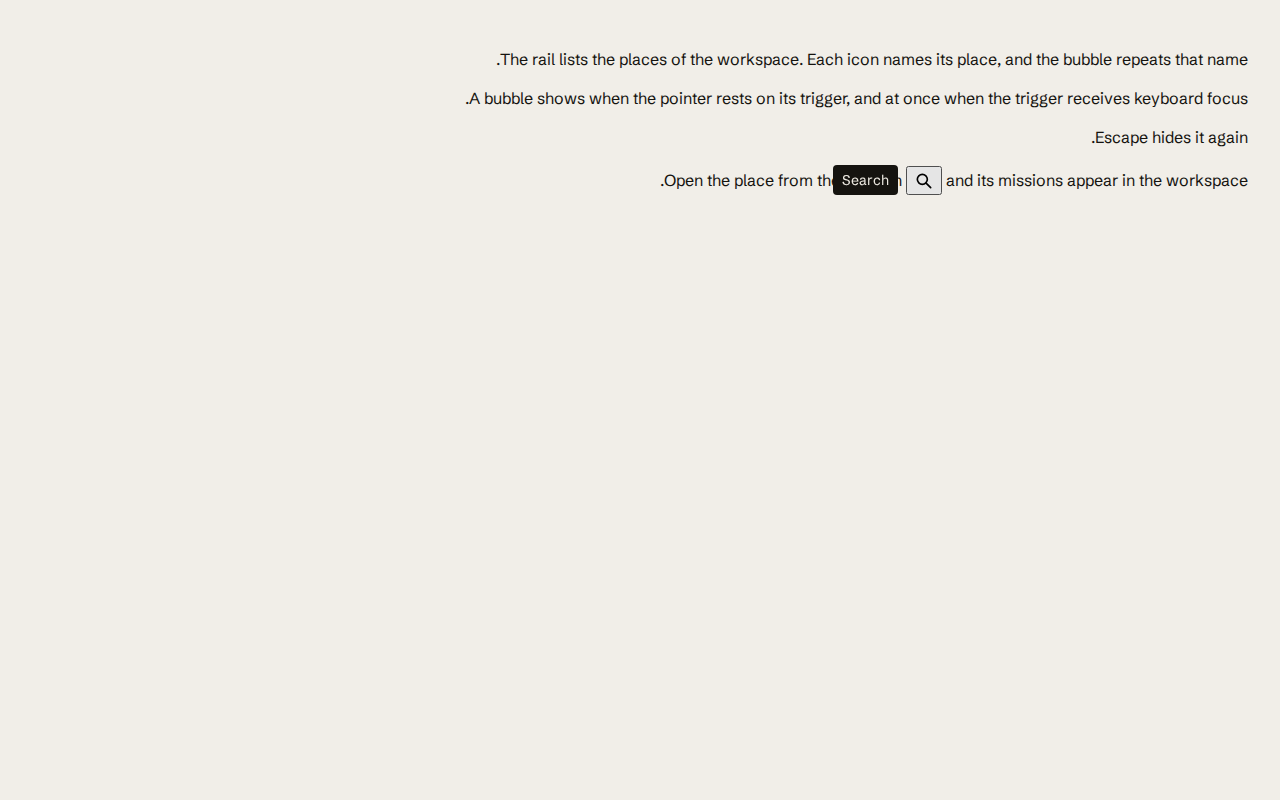 .The rail lists the places of the workspace. Each icon names its place, and the bubble repeats that name
.A bubble shows when the pointer rests on its trigger, and at once when the trigger receives keyboard focus
.Escape hides it again
.Open the place from Search and its missions appear in the workspace